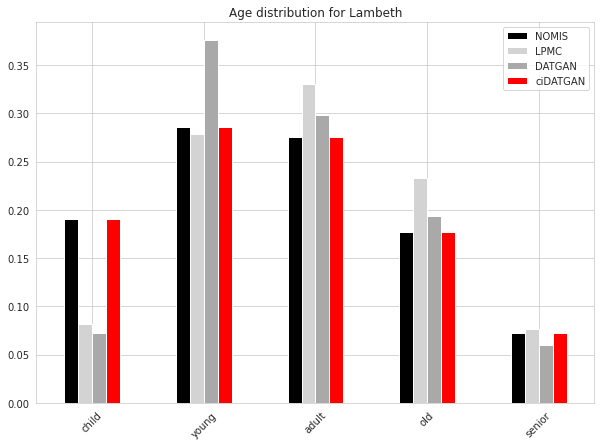 Age distribution for Lambeth
NOMIS
LPMC
DATGAN
ciDATGAN
0.35
0.30
0.25
0.20
0.15
0.10
0.05
0.00
child
young
adult
old
senior